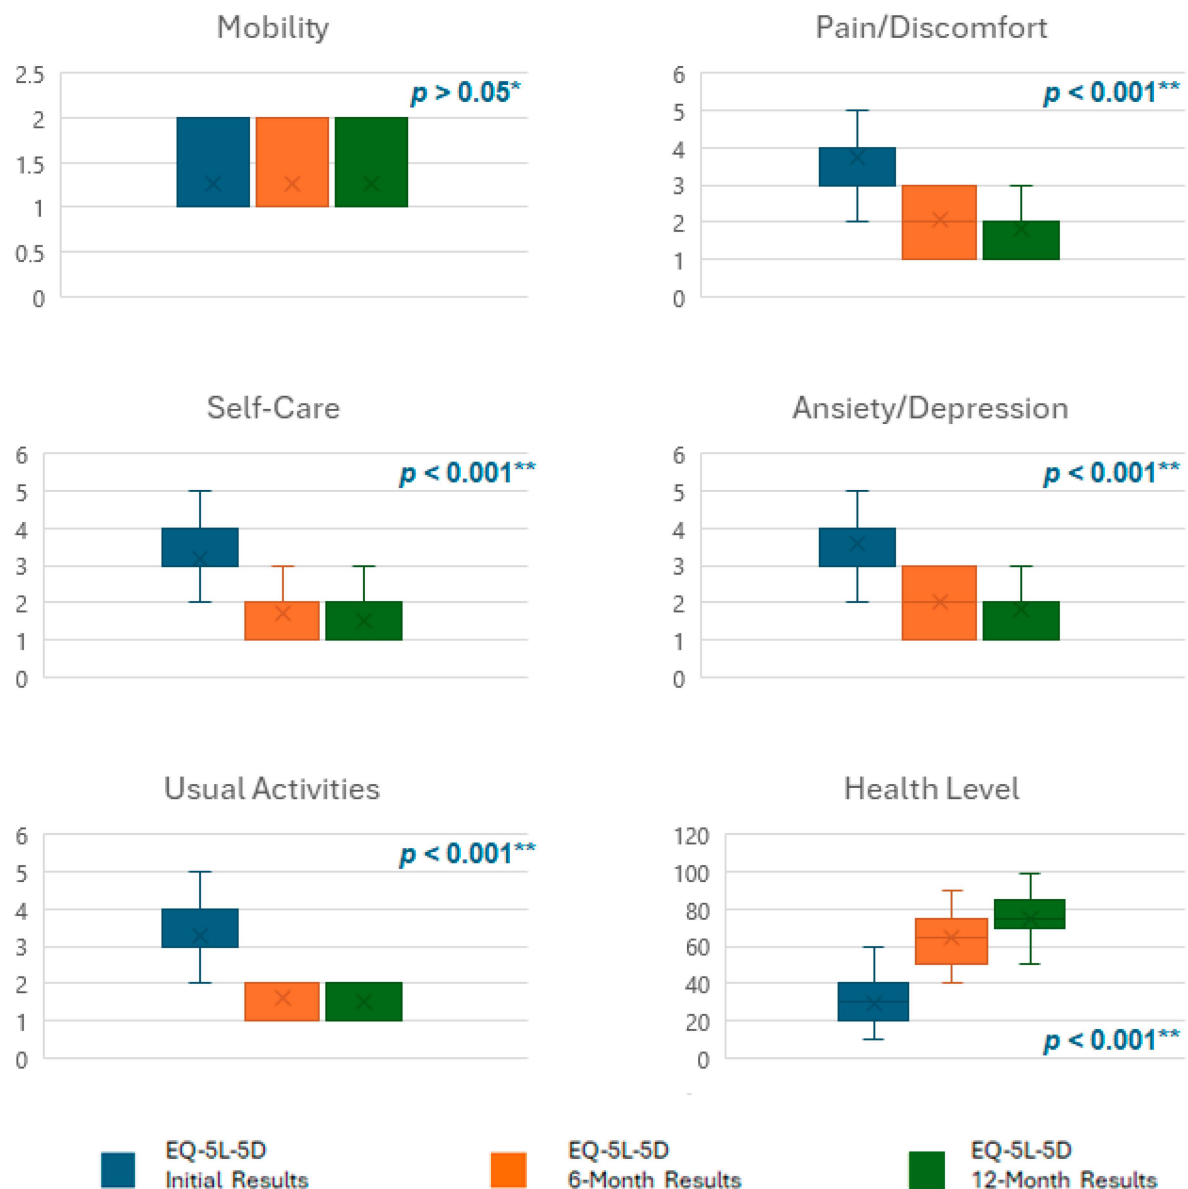 Mobility
2.5
2
1.5
1
0.5
0
p > 0.05*
Pain/Discomfort
6
5
4
3
2
1
0
p < 0.001**
Self-Care
6
5
4
3
2
1
0
p < 0.001**
Ansiety/Depression
6
5
4
3
2
1
0
p < 0.001**
Usual Activities
6
5
4
3
2
1
0
p < 0.001**
Health Level
120
100
80
60
40
20
0
p < 0.001**
EQ-5L-5D
Initial Results
EQ-5L-5D
6-Month Results
EQ-5L-5D
12-Month Results